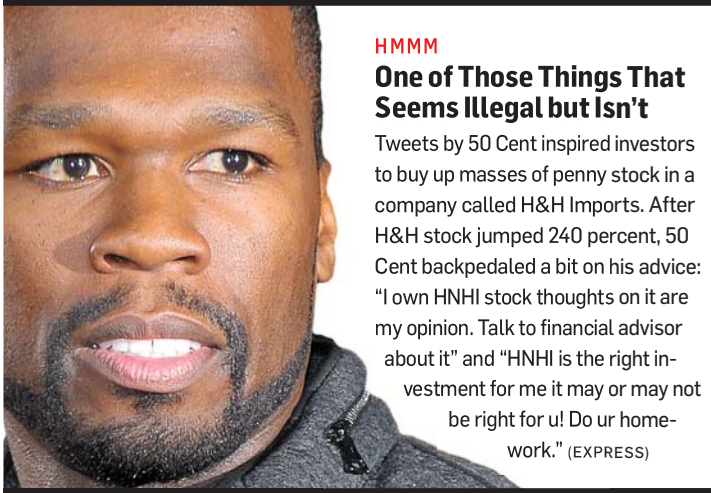 HMMM
One of Those Things That
Seems Illegal but Isn't
Tweets by 50 Cent inspired investors
to buy up masses of penny stock in a
company called H&H Imports. After
H&H stock jumped 240 percent, 50
Cent backpedaled a bit on his advice:
“I own HNHI stock thoughts on it are
my opinion. Talk to financial advisor
about it” and “HNHI is the right in-
vestment for me it may or may not
be right for u! Do ur home-
work.” (EXPRESS)